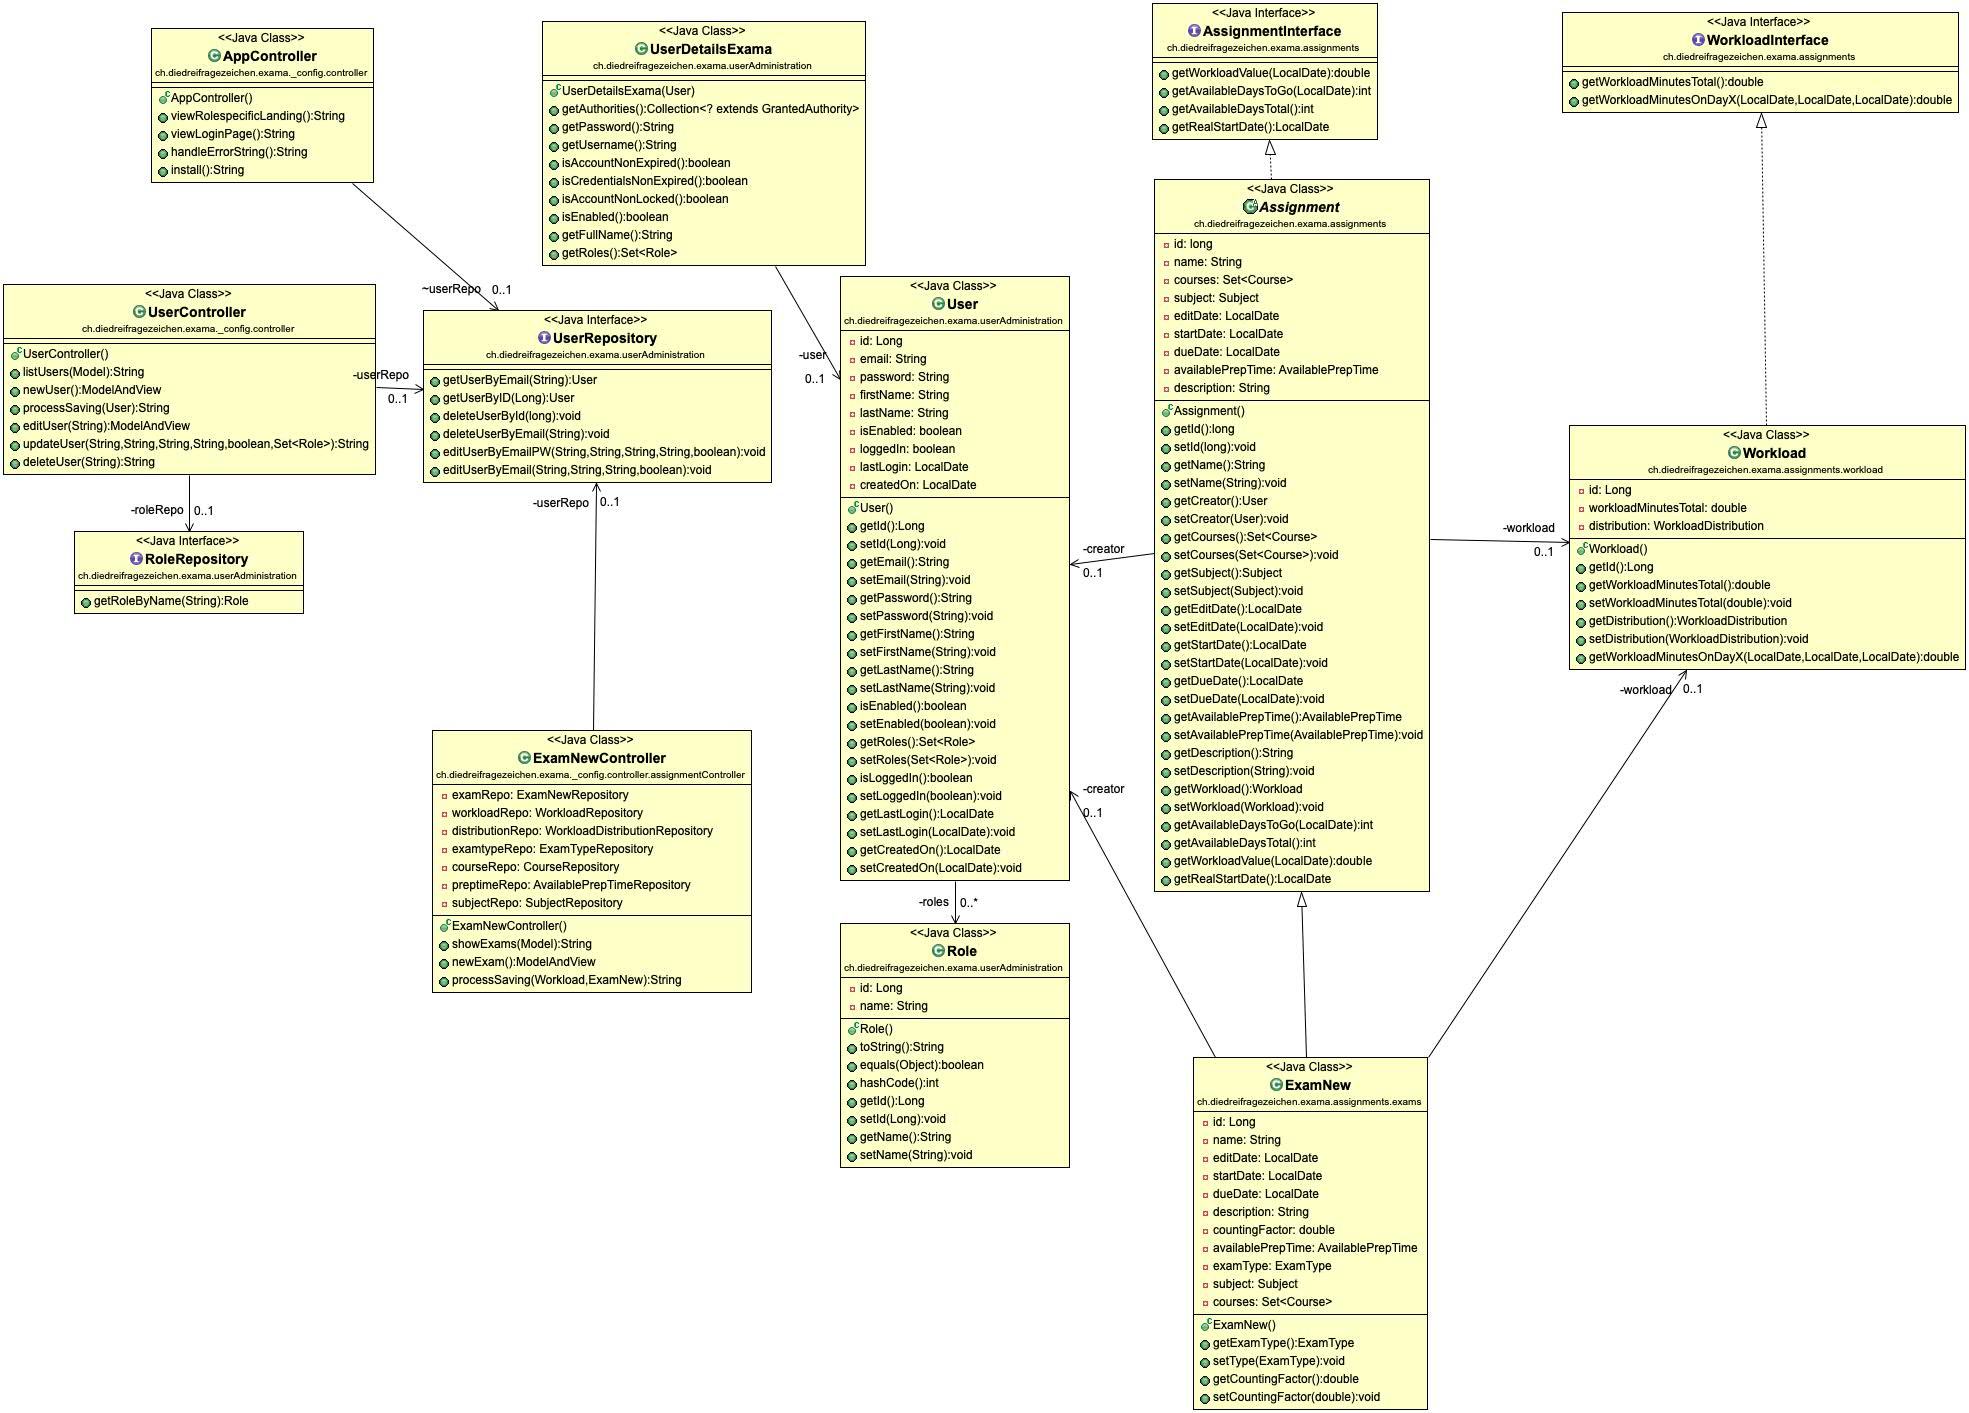 <<Java Class>>
AppController
ch.diedreifragezeichen.exama._config.controller
AppController()
viewRolespecificLanding():String
viewLoginPage():String
handleErrorString():String
install():String
<<Java Class>>
UserDetailsExama
ch.diedreifragezeichen.exama.userAdministration
UserDetailsExama(User)
getAuthorities():Collection<? extends GrantedAuthority>
getPassword():String
getUsername():String
isAccountNonExpired():boolean
isCredentialsNonExpired():boolean
isAccountNonLocked():boolean
isEnabled():boolean
getFullName():String
getRoles():Set<Role>
<<Java Interface>>
AssignmentInterface
ch.diedreifragezeichen.exama.assignments
getWorkloadValue(LocalDate):double
getAvailableDaysToGo(LocalDate):int
getAvailableDaysTotal():int
getRealStartDate():LocalDate
<<Java Interface>>
WorkloadInterface
ch.diedreifragezeichen.exama.assignments
getWorkloadMinutesTotal():double
getWorkloadMinutesOnDayX(LocalDate,LocalDate,LocalDate):double
~userRepo 0..1
<<Java Class>>
UserController
ch.diedreifragezeichen.exama._config.controller
UserController()
listUsers(Model):String
newUser():ModelAndView
processSaving(User):String
editUser(String):ModelAndView
updateUser(String,String,String,String,boolean,Set<Role>):String
deleteUser(String):String
-userRepo
0..1
<<Java Interface>>
UserRepository
ch.diedreifragezeichen.exama.userAdministration
getUserByEmail(String):User
getUserByID(Long):User
deleteUserById(long):void
deleteUserByEmail(String):void
editUserByEmailPW(String,String,String,String,boolean):void
editUserByEmail(String,String,String,boolean):void
-roleRepo 0..1
<<Java Interface>>
RoleRepository
ch.diedreifragezeichen.exama.userAdministration
getRoleByName(String):Role
-userRepo 0..1
<<Java Class>>
ExamNewController
ch.diedreifragezeichen.exama._config.controller.assignmentController
examRepo: ExamNewRepository
workloadRepo: WorkloadRepository
distributionRepo: WorkloadDistributionRepository
examtypeRepo: ExamTypeRepository
courseRepo: CourseRepository
preptimeRepo: AvailablePrepTimeRepository
subjectRepo: SubjectRepository
ExamNewController()
showExams(Model):String
newExam():ModelAndView
processSaving(Workload,ExamNew):String
-user
0..1
<<Java Class>>
User
ch.diedreifragezeichen.exama.userAdministration
id: Long
email: String
password: String
firstName: String
lastName: String
isEnabled: boolean
loggedIn: boolean
lastLogin: LocalDate
createdOn: LocalDate
User()
getId():Long
setId(Long):void
getEmail():String
setEmail(String):void
getPassword():String
setPassword(String):void
getFirstName():String
setFirstName(String):void
getLastName():String
setLastName(String):void
isEnabled():boolean
setEnabled(boolean):void
getRoles():Set<Role>
setRoles(Set<Role>):void
isLoggedIn():boolean
setLoggedIn(boolean):void
getLastLogin():LocalDate
setLastLogin(LocalDate):void
getCreatedOn():LocalDate
setCreatedOn(LocalDate):void
-roles 0..*
<<Java Class>>
Role
ch.diedreifragezeichen.exama.userAdministration
id: Long
name: String
Role()
toString():String
equals(Object):boolean
hashCode():int
getId():Long
setId(Long):void
getName():String
setName(String):void
-creator
0..1
-creator
0..1
<<Java Class>>
Assignment
ch.diedreifragezeichen.exama.assignments
id: long
name: String
courses: Set<Course>
subject: Subject
editDate: LocalDate
startDate: LocalDate
dueDate: LocalDate
availablePrepTime: AvailablePrepTime
description: String
Assignment()
getId():long
setId(long):void
getName():String
setName(String):void
getCreator():User
setCreator(User):void
getCourses():Set<Course>
setCourses(Set<Course>):void
getSubject():Subject
setSubject(Subject):void
getEditDate():LocalDate
setEditDate(LocalDate):void
getStartDate():LocalDate
setStartDate(LocalDate):void
getDueDate():LocalDate
setDueDate(LocalDate):void
getAvailablePrepTime():AvailablePrepTime
setAvailablePrepTime(AvailablePrepTime):void
getDescription():String
setDescription(String):void
getWorkload():Workload
setWorkload(Workload):void
getAvailableDaysToGo(LocalDate):int
getAvailableDaysTotal():int
getWorkloadValue(LocalDate):double
getRealStartDate():LocalDate
-workload
0..1
<<Java Class>>
Workload
ch.diedreifragezeichen.exama.assignments.workload
id: Long
workloadMinutesTotal: double
distribution: WorkloadDistribution
Workload()
getId():Long
getWorkloadMinutesTotal():double
setWorkloadMinutesTotal(double):void
getDistribution():WorkloadDistribution
setDistribution(WorkloadDistribution):void
getWorkloadMinutesOnDayX(LocalDate,LocalDate,LocalDate):double
-workload 0..1
<<Java Class>>
ExamNew
ch.diedreifragezeichen.exama.assignments.exams
id: Long
name: String
editDate: LocalDate
startDate: LocalDate
dueDate: LocalDate
description: String
countingFactor: double
availablePrepTime: AvailablePrepTime
examType: ExamType
subject: Subject
courses: Set<Course>
ExamNew()
getExamType():ExamType
setType(ExamType):void
getCountingFactor():double
setCountingFactor(double):void